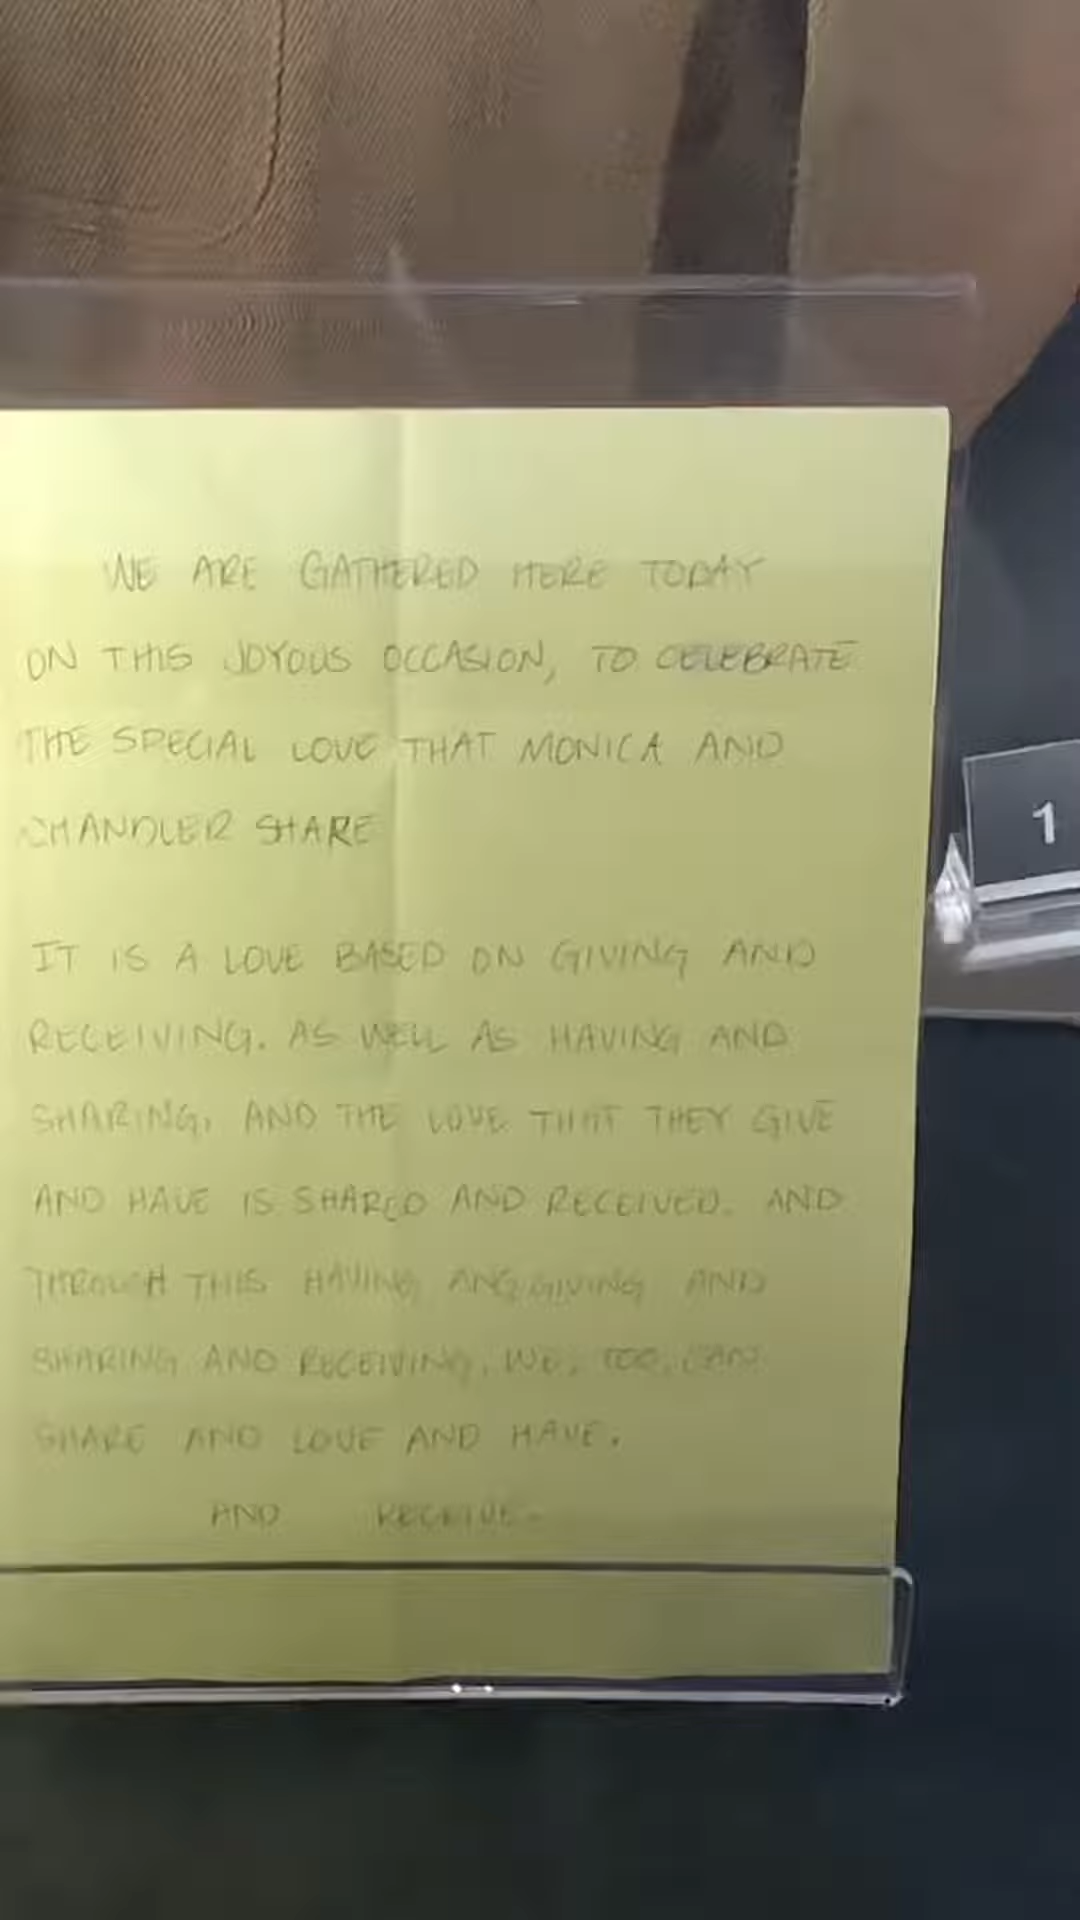 WE ARE GATHERED HERE TODAY
ON THIS JOYOUS OCCASION, TO CELEBRATE
THE SPECIAL LOVE THAT MONICA AND
CHANDLER SHARE
IT IS A LOVE BASED ON GIVING AND
RECEIVING. AS WELL AS HAVING AND
SHARING, AND THE LOVE THAT THEY GIVE
AND HAVE IS SHARED AND RECEIVED. AND
THROUGH THIS HAVING AND GIVING AND
SHARING AND RECEIVING, WE, TOO, CAN
SHARE AND LOVE AND HAVE.
AND RECEIVE-
1